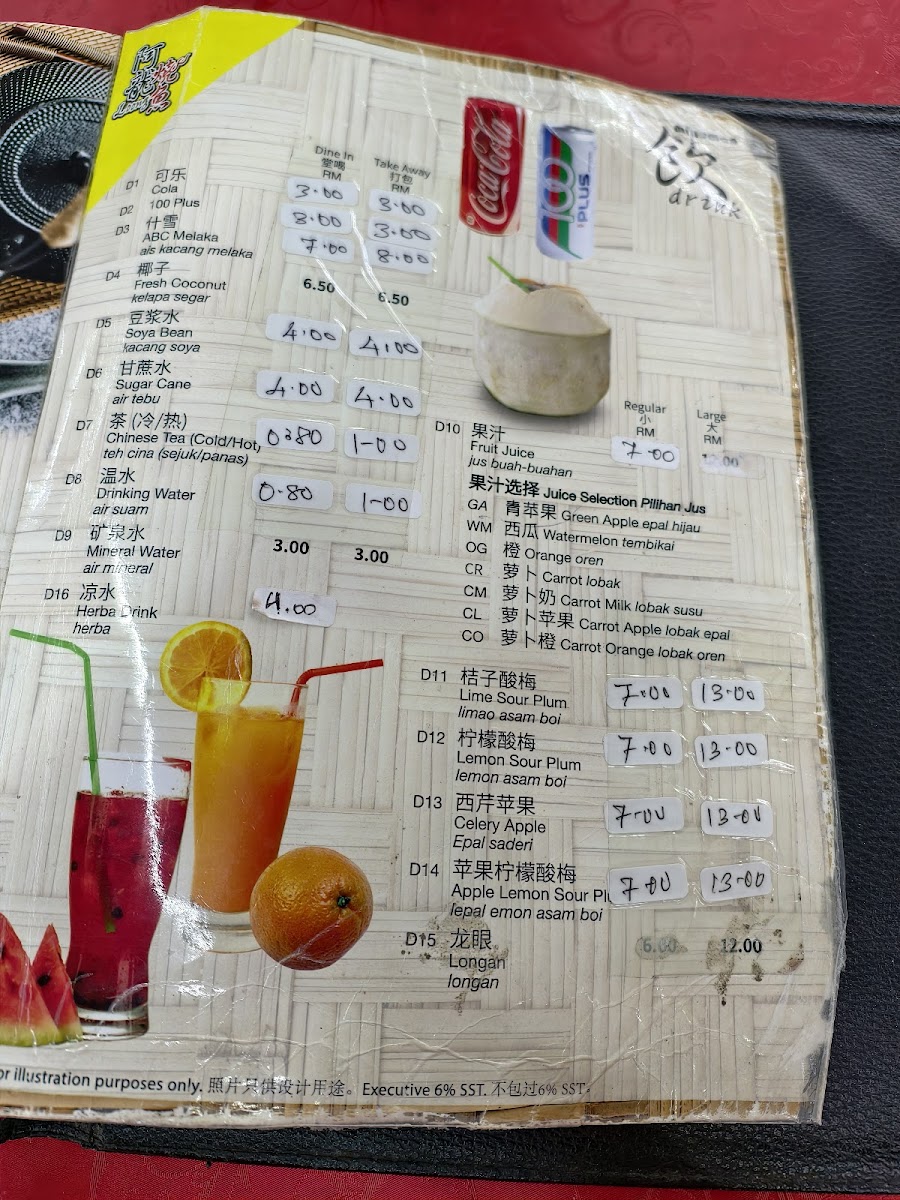 阿龍燒魚
Dine In
堂喝
RM
Take Away
打包
RM
D1 可乐
Cola
3.00 3.00
D2 100 Plus
3.00 3.00
D3 什雪
ABC Melaka
ais kacang melaka
7.00 8.00
D4 椰子
Fresh Coconut
kelapa segar
6.50 6.50
D5 豆浆水
Soya Bean
kacang soya
4.00 4.00
D6 甘蔗水
Sugar Cane
air tebu
4.00 4.00
D7 茶 (冷/热)
Chinese Tea (Cold/Hot)
teh cina (sejuk/panas)
0.80 1-00
D8 温水
Drinking Water
air suam
0.80 1-00
D9 矿泉水
Mineral Water
air mineral
3.00 3.00
D16 凉水
Herba Drink
herba
4.00
Coca-Cola
100
PLUS
饮
drink
Regular
小
RM
Large
大
RM
D10 果汁
Fruit Juice
jus buah-buahan
7.00
果汁选择 Juice Selection Pilihan Jus
GA 青苹果 Green Apple epal hijau
WM 西瓜 Watermelon tembikai
OG 橙 Orange oren
CR 萝卜 Carrot lobak
CM 萝卜奶 Carrot Milk lobak susu
CL 萝卜苹果 Carrot Apple lobak epal
CO 萝卜橙 Carrot Orange lobak oren
D11 桔子酸梅
Lime Sour Plum
limao asam boi
7.00 13-00
D12 柠檬酸梅
Lemon Sour Plum
lemon asam boi
7.00 13-00
D13 西芹苹果
Celery Apple
Epal saderi
7-00 13-00
D14 苹果柠檬酸梅
Apple Lemon Sour Pl
lepal emon asam boi
7.00 13-00
D15 龙眼
Longan
longan
6.00 12.00
or illustration purposes only. 照片只供设计用途。 Executive 6% SST. 不包过6% SST.